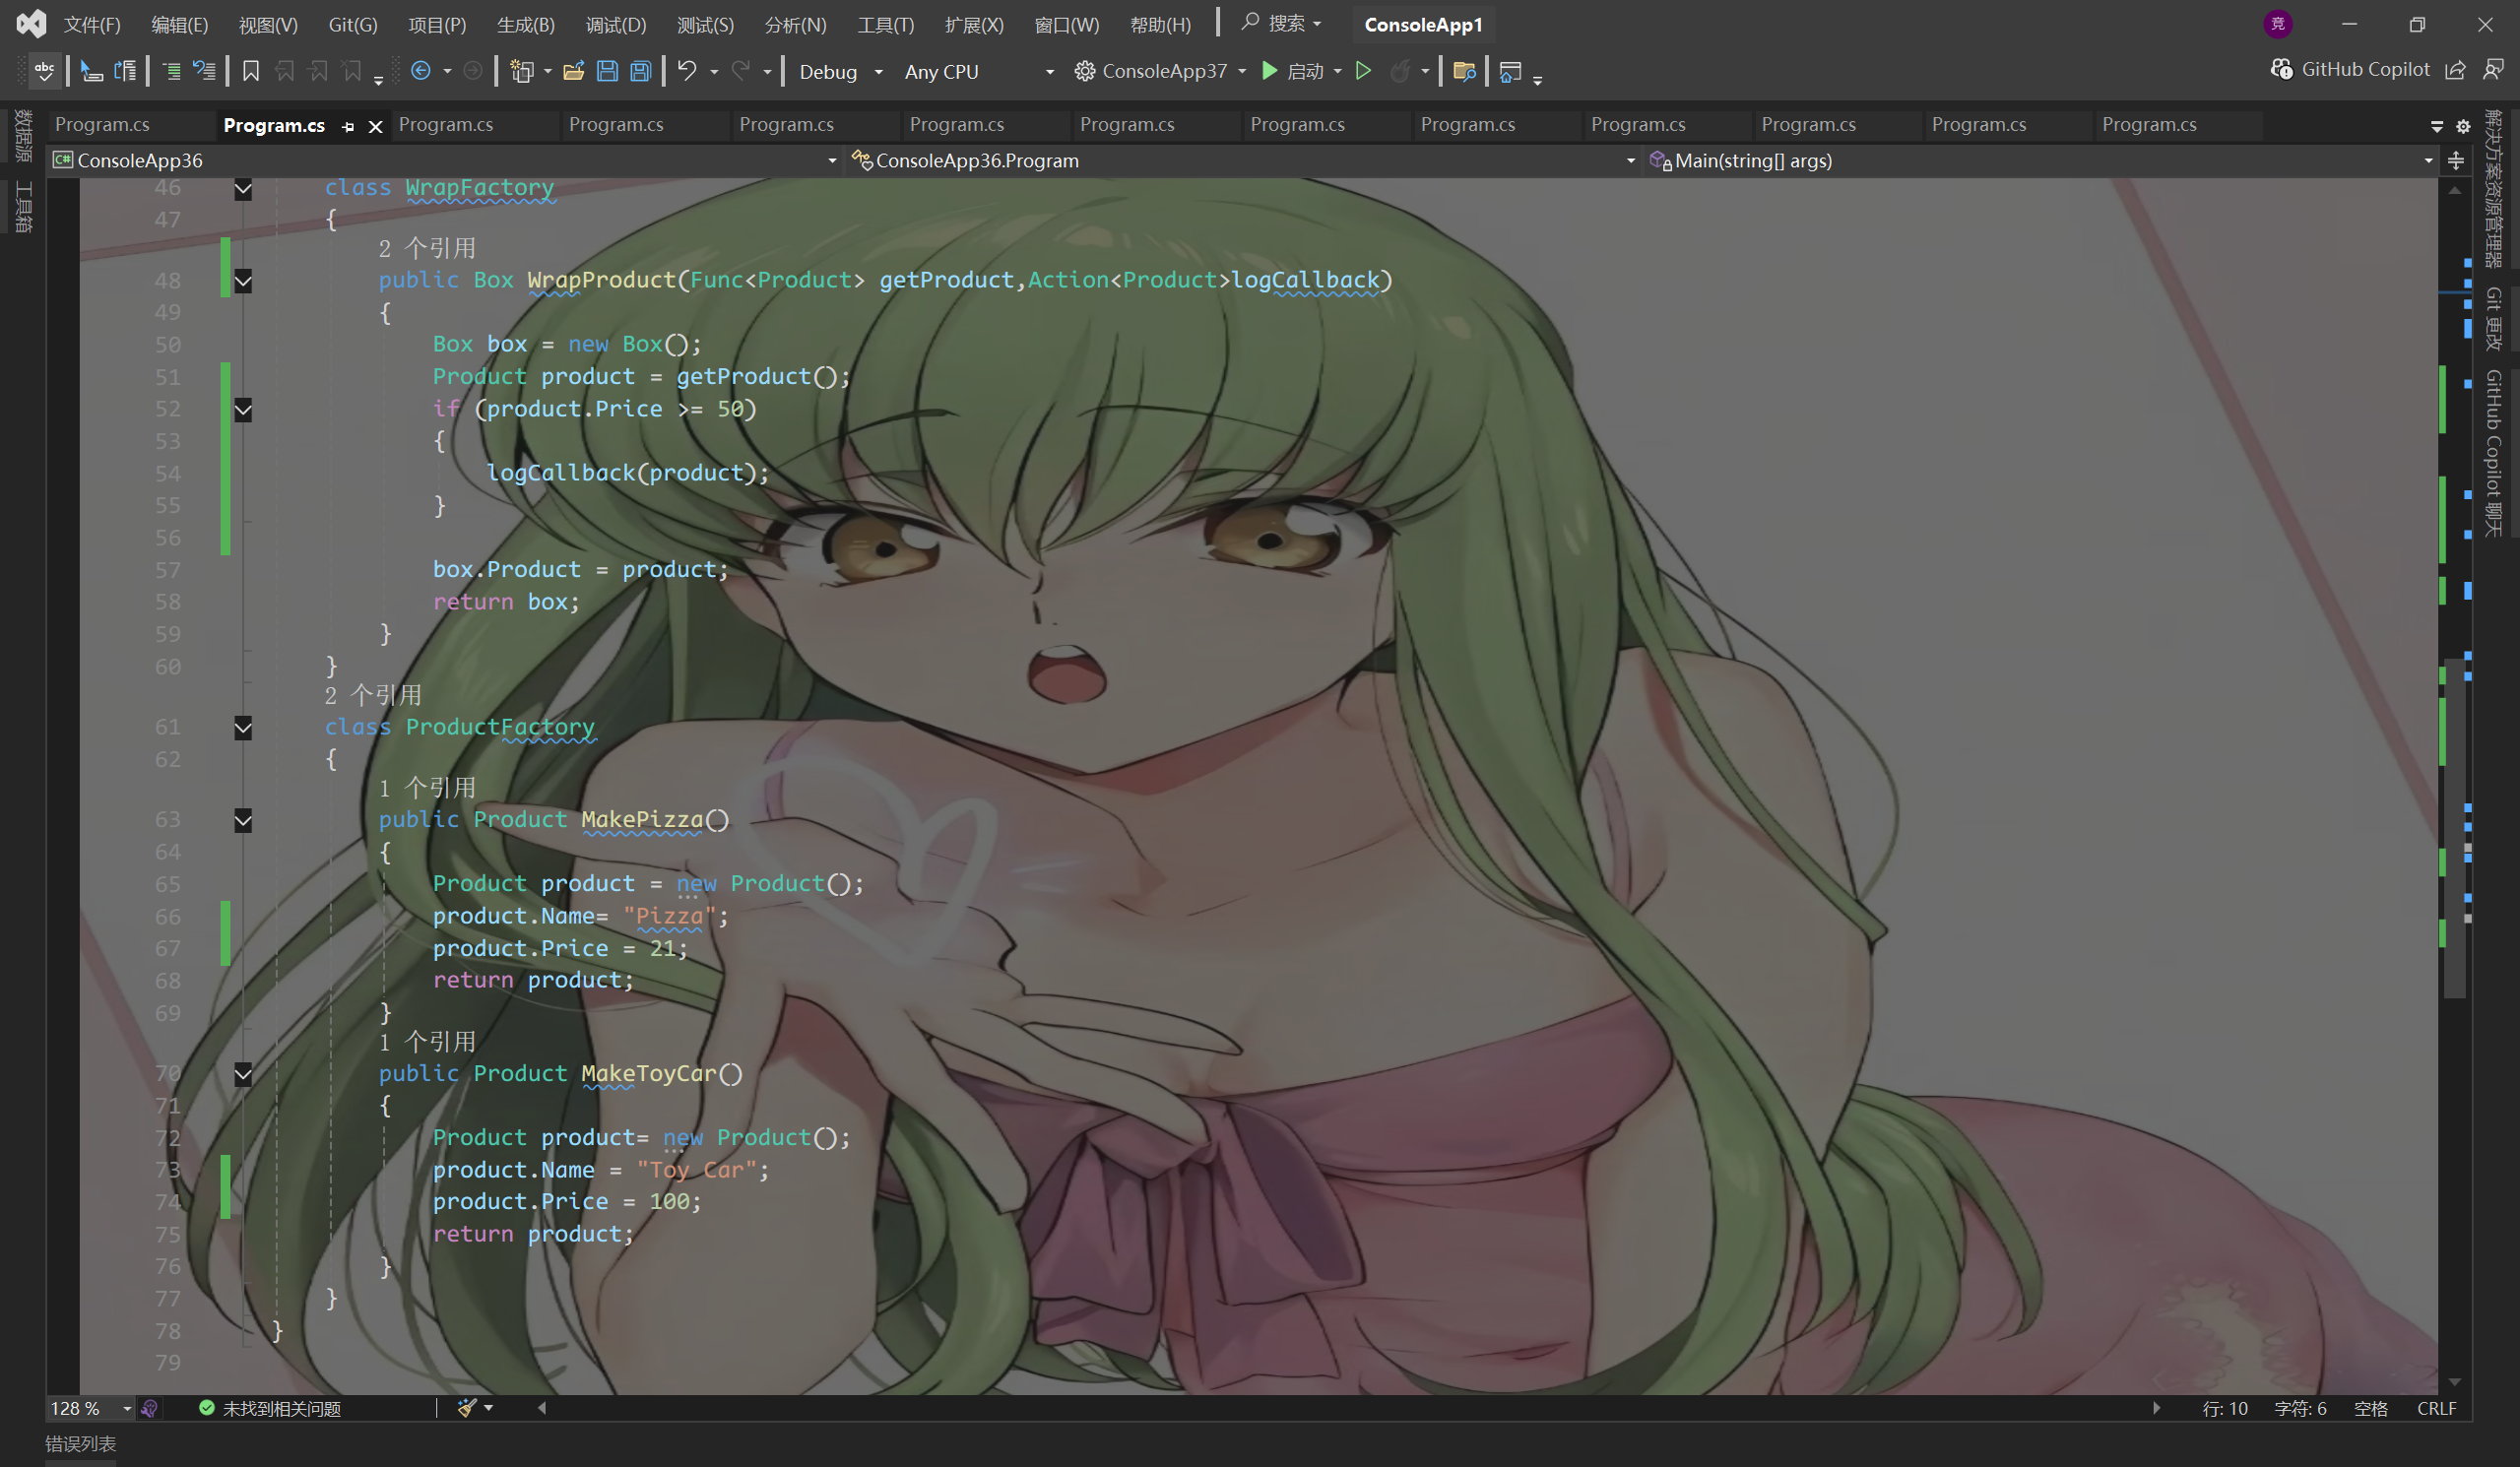 文件(F) 编辑(E) 视图(V) Git(G) 项目(P) 生成(B) 调试(D) 测试(S) 分析(N) 工具(T) 扩展(X) 窗口(W) 帮助(H) 搜索 ConsoleApp1 竟
abc Debug Any CPU ConsoleApp37 启动 GitHub Copilot
Program.cs Program.cs Program.cs Program.cs Program.cs Program.cs Program.cs Program.cs Program.cs Program.cs Program.cs Program.cs Program.cs
C# ConsoleApp36 ConsoleApp36.Program Main(string[] args)
数据源
工具箱
46 class WrapFactory
47 {
2 个引用
48 public Box WrapProduct(Func<Product> getProduct,Action<Product>logCallback)
49 {
50 Box box = new Box();
51 Product product = getProduct();
52 if (product.Price >= 50)
53 {
54 logCallback(product);
55 }
56
57 box.Product = product;
58 return box;
59 }
60 }
2 个引用
61 class ProductFactory
62 {
1 个引用
63 public Product MakePizza()
64 {
65 Product product = new Product();
66 product.Name= "Pizza";
67 product.Price = 21;
68 return product;
69 }
1 个引用
70 public Product MakeToyCar()
71 {
72 Product product= new Product();
73 product.Name = "Toy Car";
74 product.Price = 100;
75 return product;
76 }
77 }
78 }
79
解决方案资源管理器
Git 更改
GitHub Copilot 聊天
128 % 未找到相关问题 行: 10 字符: 6 空格 CRLF
错误列表